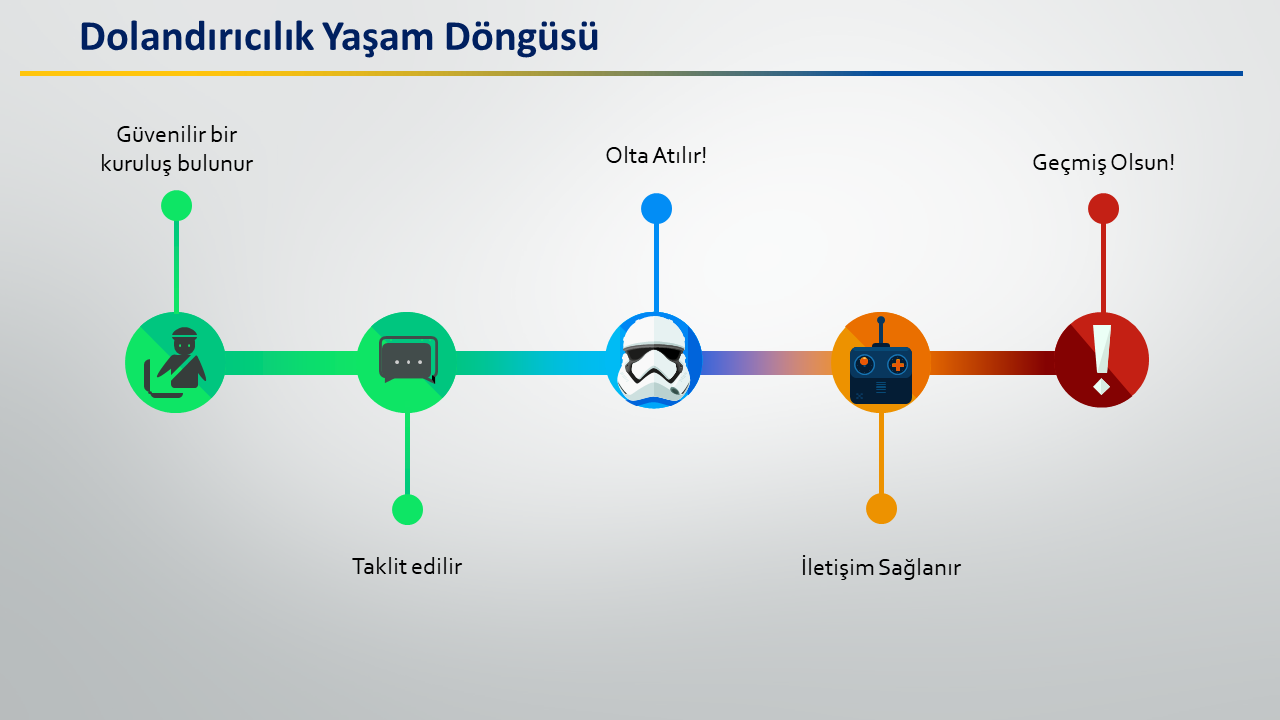 Dolandırıcılık Yaşam Döngüsü
Güvenilir bir
kuruluş bulunur
Olta Atılır!
Geçmiş Olsun!
Taklit edilir
İletişim Sağlanır